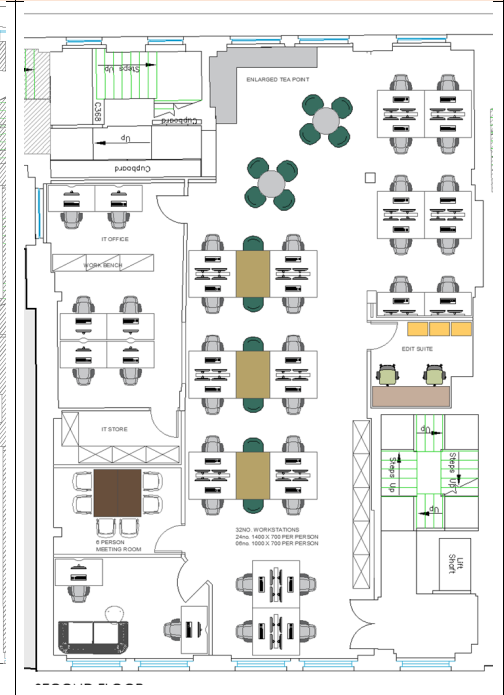 Steps Up
ENLARGED TEA POINT
C368
Cupboard
Up
Cupboard
IT OFFICE
WORK BENCH
EDIT SUITE
IT STORE
Up
Steps Up
Steps Up
Up
32NO. WORKSTATIONS
24no 1400 X 700 PER PERSON
08no 1000 X 700 PER PERSON
6 PERSON
MEETING ROOM
Lift
Shaft
SECOND FLOOR